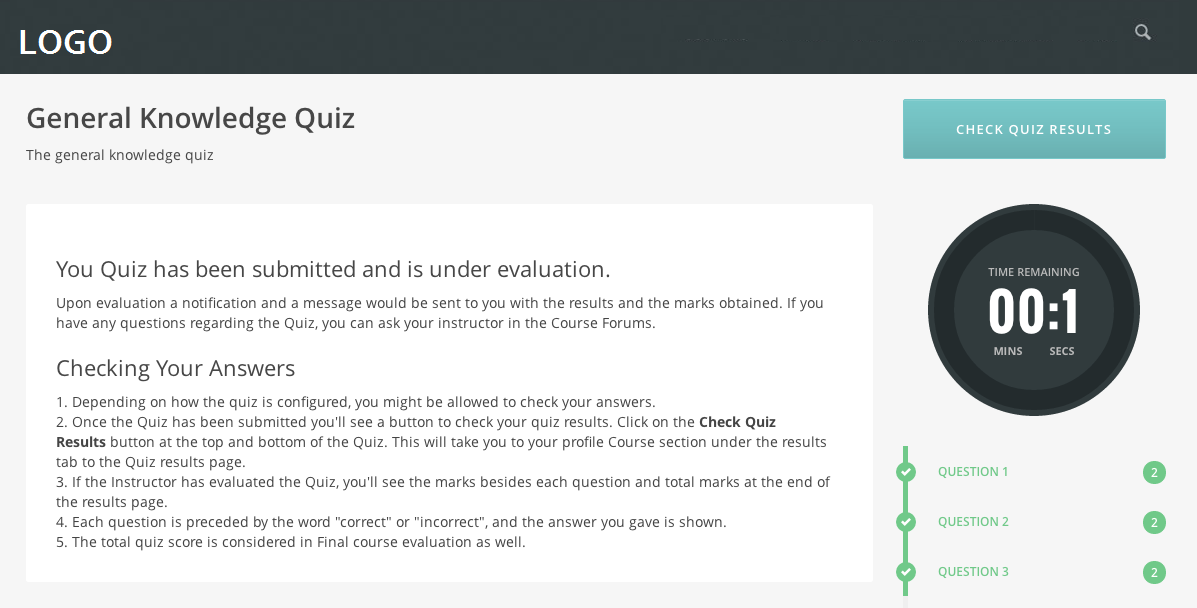 LOGO
General Knowledge Quiz
The general knowledge quiz
CHECK QUIZ RESULTS
You Quiz has been submitted and is under evaluation.
Upon evaluation a notification and a message would be sent to you with the results and the marks obtained. If you
have any questions regarding the Quiz, you can ask your instructor in the Course Forums.
Checking Your Answers
1. Depending on how the quiz is configured, you might be allowed to check your answers.
2. Once the Quiz has been submitted you'll see a button to check your quiz results. Click on the Check Quiz
Results button at the top and bottom of the Quiz. This will take you to your profile Course section under the results
tab to the Quiz results page.
3. If the Instructor has evaluated the Quiz, you'll see the marks besides each question and total marks at the end of
the results page.
4. Each question is preceded by the word "correct" or "incorrect", and the answer you gave is shown.
5. The total quiz score is considered in Final course evaluation as well.
TIME REMAINING
00:1
MINS SECS
QUESTION 1 2
QUESTION 2 2
QUESTION 3 2